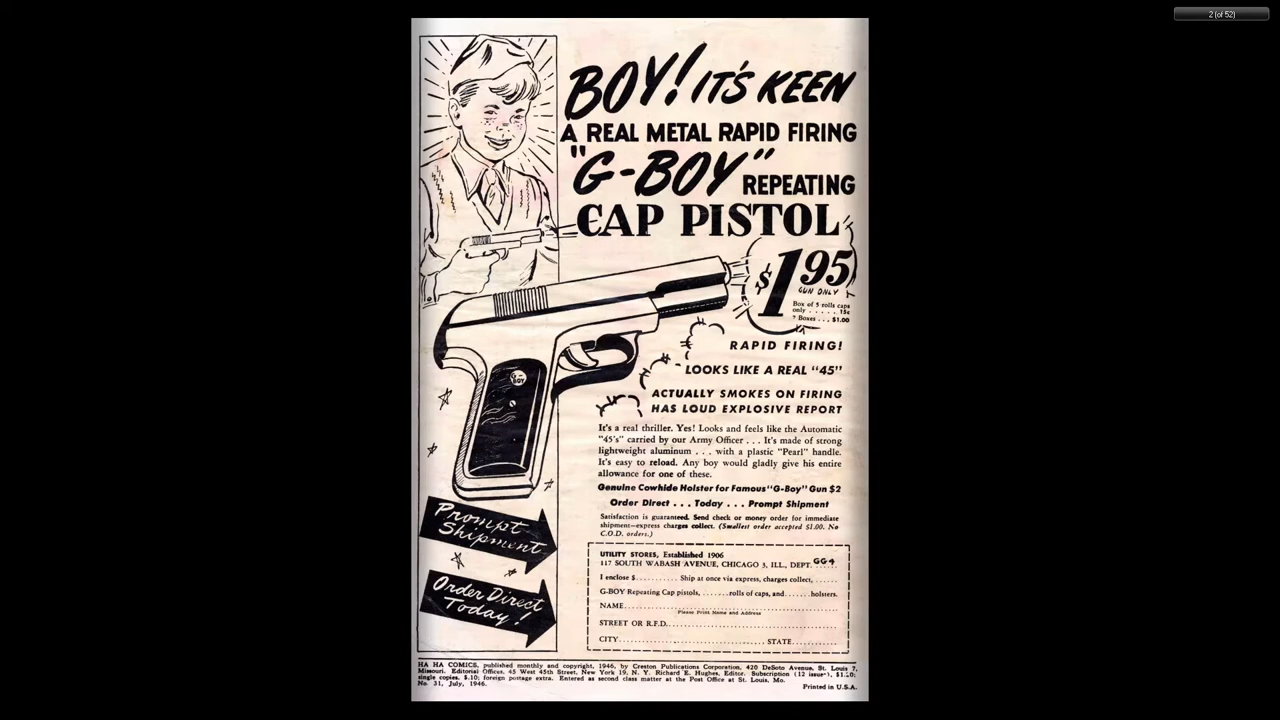 2 (of 52)
BOY! IT'S KEEN
A REAL METAL RAPID FIRING
"G-BOY" REPEATING
CAP PISTOL
$1.95
GUN ONLY
Box of 5 rolls caps
only . . . . . 15c
7 Boxes . . . $1.00
RAPID FIRING!
LOOKS LIKE A REAL "45"
ACTUALLY SMOKES ON FIRING
HAS LOUD EXPLOSIVE REPORT
G-
BOY
It's a real thriller. Yes! Looks and feels like the Automatic
"45's" carried by our Army Officer . . . It's made of strong
lightweight aluminum . . . with a plastic "Pearl" handle.
It's easy to reload. Any boy would gladly give his entire
allowance for one of these.
Genuine Cowhide Holster for Famous "G-Boy" Gun $2
Order Direct . . . Today . . . Prompt Shipment
Satisfaction is guaranteed. Send check or money order for immediate
shipment—express charges collect. (Smallest order accepted $1.00. No
C.O.D. orders.)
Prompt
Shipment.
Order Direct
Today!
UTILITY STORES, Established 1906
117 SOUTH WABASH AVENUE, CHICAGO 3, ILL., DEPT. GG4
I enclose $........... Ship at once via express, charges collect, ......
G-BOY Repeating Cap pistols, .......rolls of caps, and......holsters.
NAME
Please Print Name and Address
STREET OR R.F.D.
CITY STATE
HA HA COMICS, published monthly and copyright, 1946, by Creston Publications Corporation, 420 DeSoto Avenue, St. Louis 7,
Missouri. Editorial Offices, 45 West 45th Street, New York 19, N. Y. Richard E. Hughes, Editor. Subscription (12 issues), $1.20;
single copies, $.10; foreign postage extra. Entered as second class matter at the Post Office at St. Louis, Mo.
No. 31, July, 1946.
Printed in U.S.A.